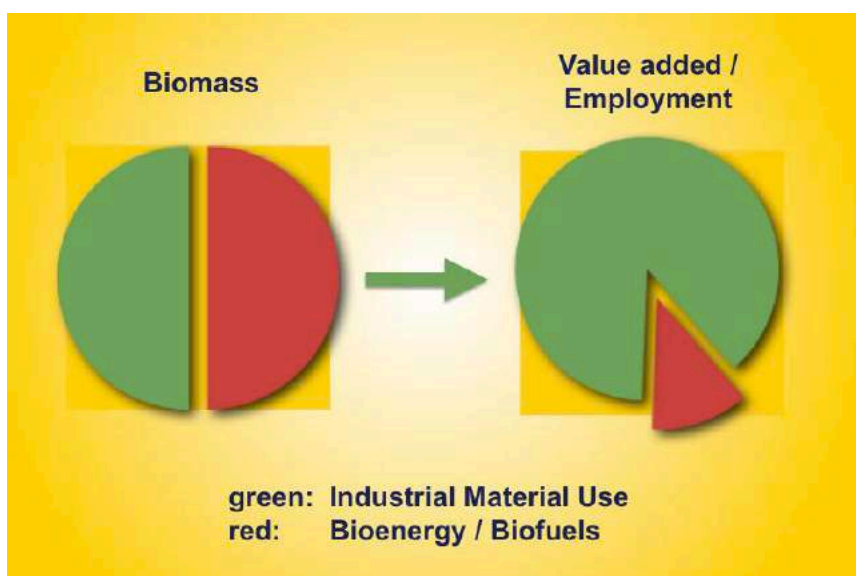 Biomass
Value added /
Employment
green: Industrial Material Use
red: Bioenergy / Biofuels